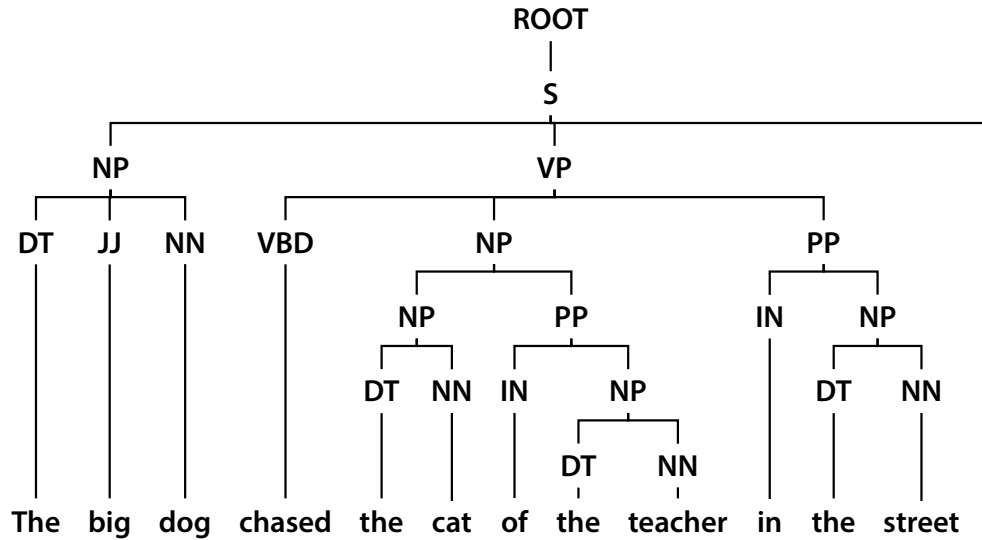 ROOT
S
NP VP
DT JJ NN VBD NP PP
NP PP IN NP
DT NN IN NP DT NN
DT NN
The big dog chased the cat of the teacher in the street